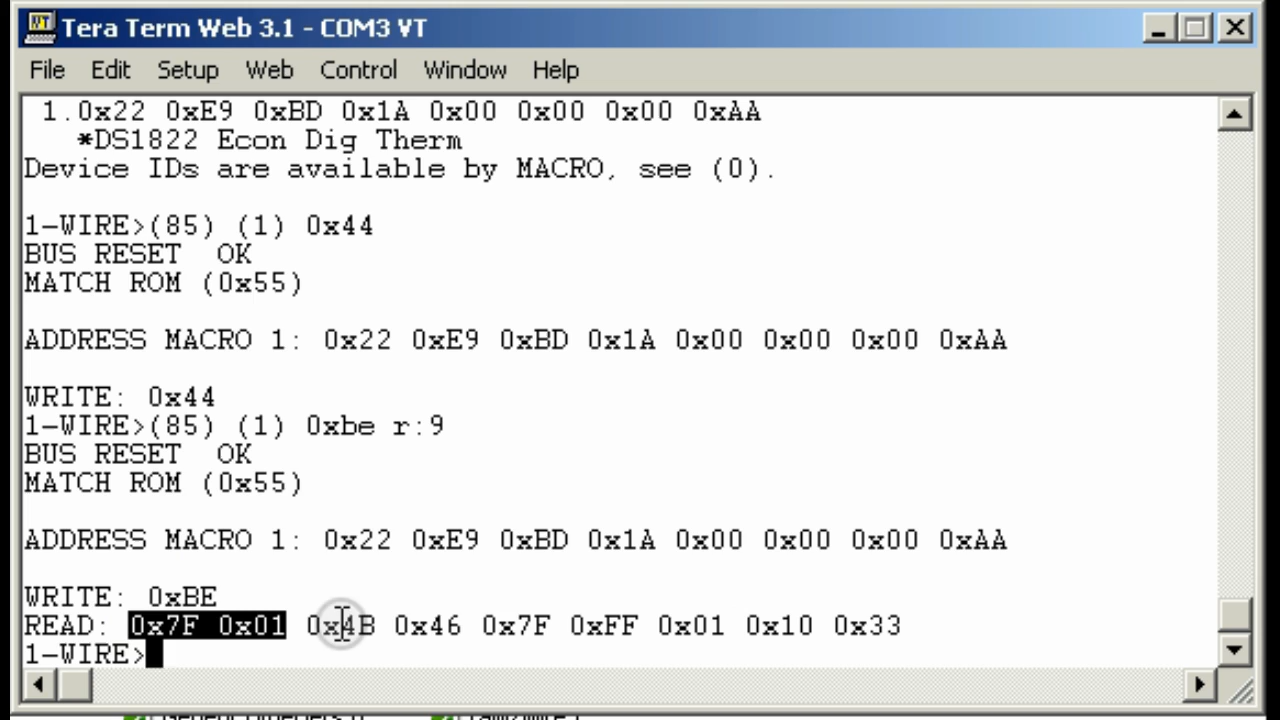 Tera Term Web 3.1 - COM3 VT
File Edit Setup Web Control Window Help
1.0x22 0xE9 0xBD 0x1A 0x00 0x00 0x00 0xAA
*DS1822 Econ Dig Therm
Device IDs are available by MACRO, see (0).
1-WIRE>(85) (1) 0x44
BUS RESET OK
MATCH ROM (0x55)
ADDRESS MACRO 1: 0x22 0xE9 0xBD 0x1A 0x00 0x00 0x00 0xAA
WRITE: 0x44
1-WIRE>(85) (1) 0xbe r:9
BUS RESET OK
MATCH ROM (0x55)
ADDRESS MACRO 1: 0x22 0xE9 0xBD 0x1A 0x00 0x00 0x00 0xAA
WRITE: 0xBE
READ: 0x7F 0x01 0x4B 0x46 0x7F 0xFF 0x01 0x10 0x33
1-WIRE>